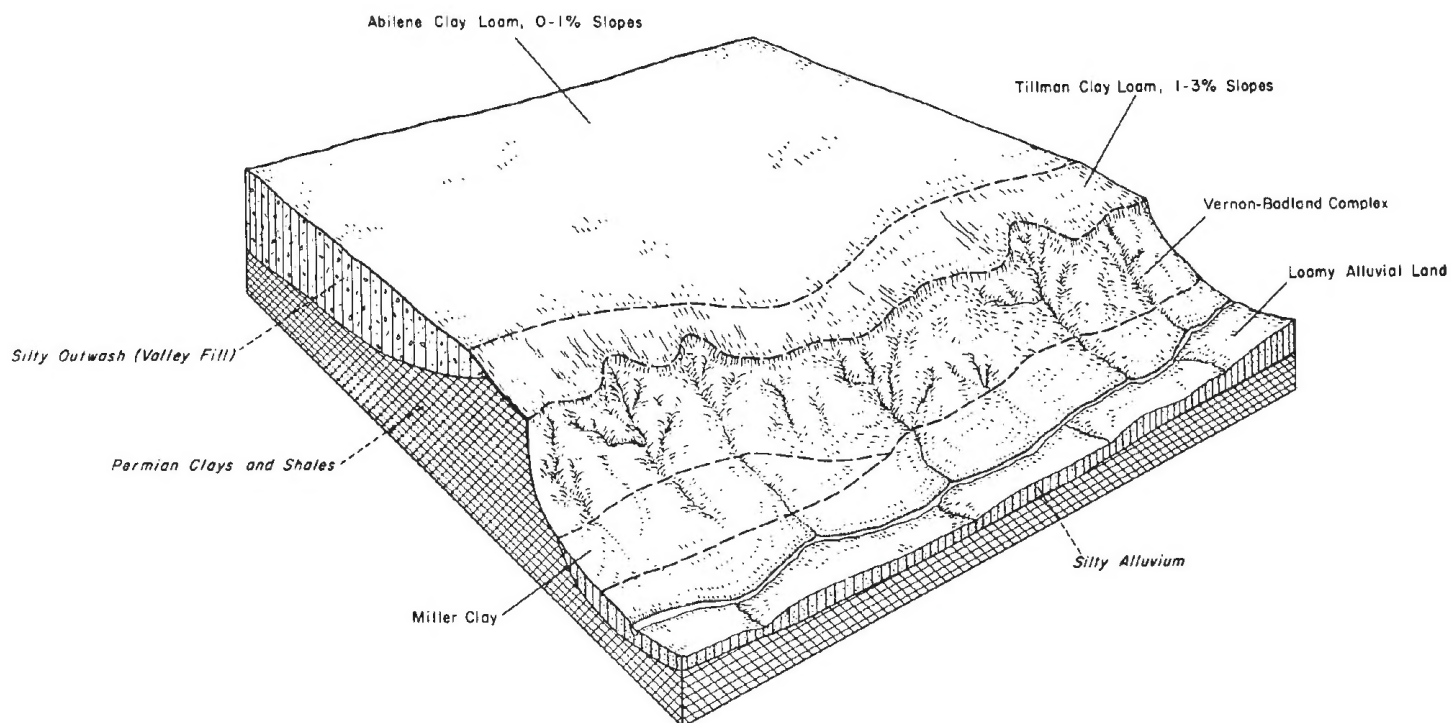 Abilene Clay Loam, 0-1% Slopes
Tillman Clay Loam, 1-3% Slopes
Vernon-Badland Complex
Loamy Alluvial Land
Silty Outwash (Valley Fill)
Permian Clays and Shales
Silty Alluvium
Miller Clay